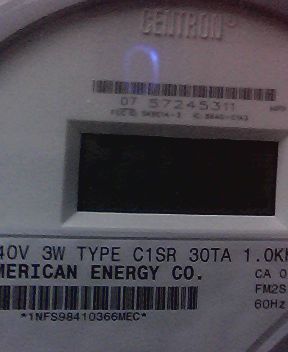 CENTRON®
07 57245311
40V 3W TYPE C1SR 30TA 1.0K
MERICAN ENERGY CO.
CA 0
FM2S
60Hz
*1NFS98410366MEC*